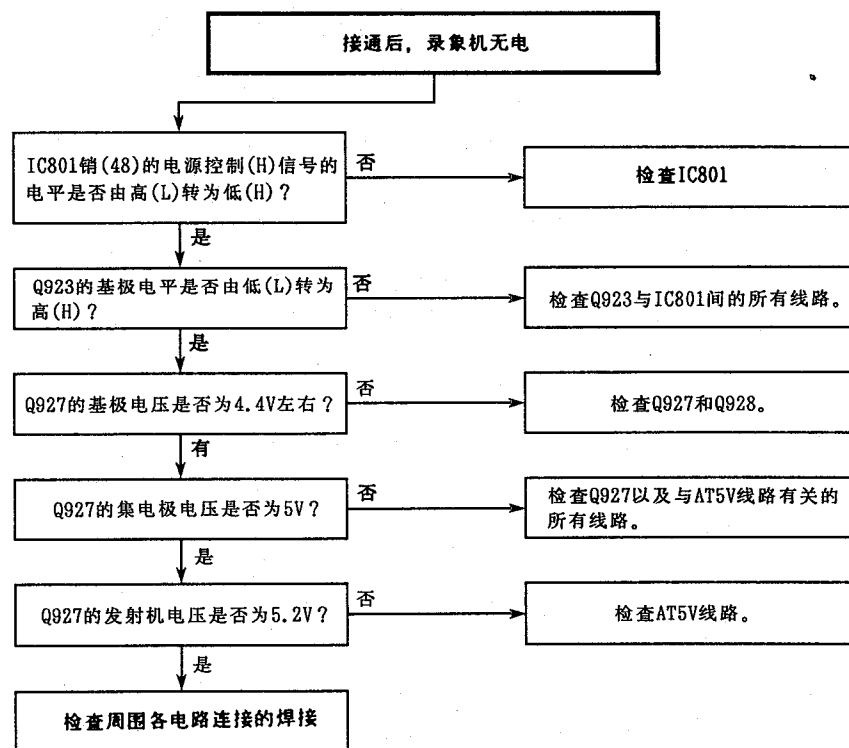 接通后，录象机无电
IC801销(48)的电源控制(H)信号的
电平是否由高(L)转为低(H)？
否
检查IC801
是
Q923的基极电平是否由低(L)转为
高(H)？
否
检查Q923与IC801间的所有线路。
是
Q927的基极电压是否为4.4V左右？
否
检查Q927和Q928。
有
Q927的集电极电压是否为5V？
否
检查Q927以及与AT5V线路有关的
所有线路。
是
Q927的发射机电压是否为5.2V？
否
检查AT5V线路。
是
检查周围各电路连接的焊接